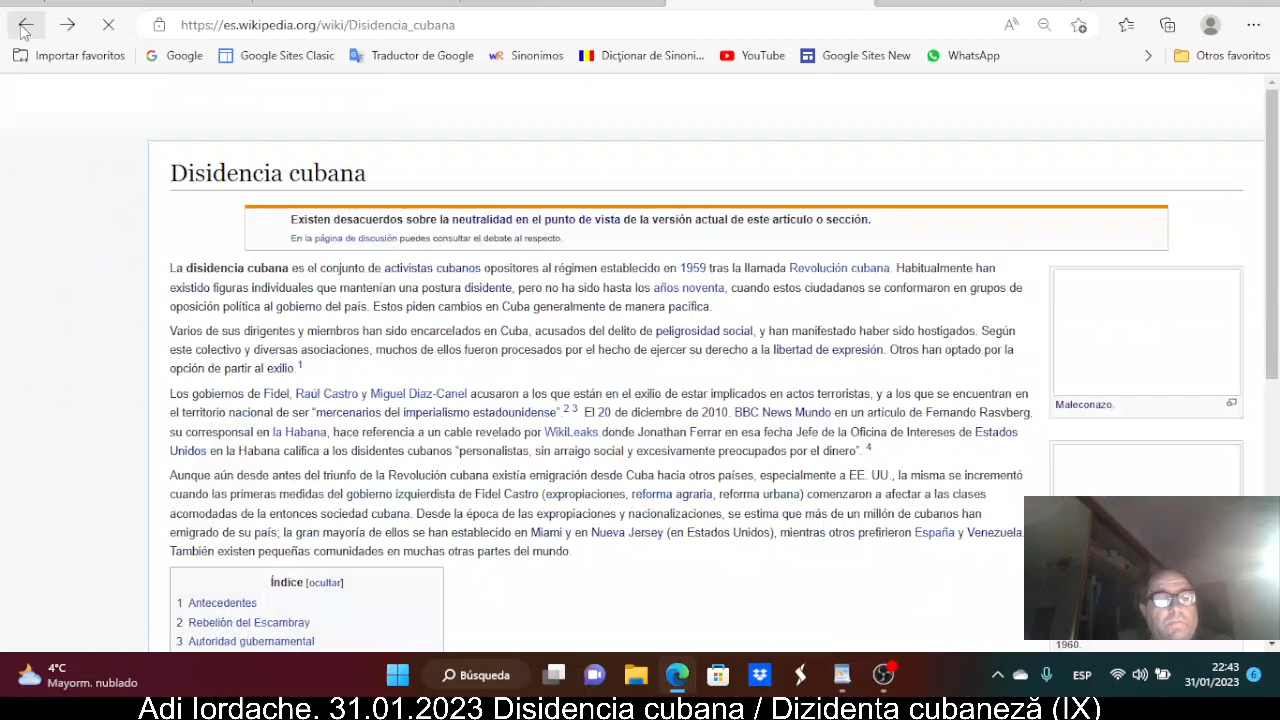 https://es.wikipedia.org/wiki/Disidencia_cubana
Importar favoritos
Google
Google Sites Clasic
Traductor de Google
wR Sinonimos
Dicţionar de Sinoni...
YouTube
Google Sites New
WhatsApp
Otros favoritos
Disidencia cubana
Existen desacuerdos sobre la neutralidad en el punto de vista de la versión actual de este artículo o sección.
En la página de discusión puedes consultar el debate al respecto.
La disidencia cubana es el conjunto de activistas cubanos opositores al régimen establecido en 1959 tras la llamada Revolución cubana. Habitualmente han
existido figuras individuales que mantenían una postura disidente, pero no ha sido hasta los años noventa, cuando estos ciudadanos se conformaron en grupos de
oposición política al gobierno del país. Estos piden cambios en Cuba generalmente de manera pacífica.
Varios de sus dirigentes y miembros han sido encarcelados en Cuba, acusados del delito de peligrosidad social, y han manifestado haber sido hostigados. Según
este colectivo y diversas asociaciones, muchos de ellos fueron procesados por el hecho de ejercer su derecho a la libertad de expresión. Otros han optado por la
opción de partir al exilio.1
Los gobiernos de Fidel, Raúl Castro y Miguel Diaz-Canel acusaron a los que están en el exilio de estar implicados en actos terroristas, y a los que se encuentran en
el territorio nacional de ser “mercenarios del imperialismo estadounidense”.2 3 El 20 de diciembre de 2010. BBC News Mundo en un artículo de Fernando Rasvberg,
su corresponsal en la Habana, hace referencia a un cable revelado por WikiLeaks donde Jonathan Ferrar en esa fecha Jefe de la Oficina de Intereses de Estados
Unidos en la Habana califica a los disidentes cubanos “personalistas, sin arraigo social y excesivamente preocupados por el dinero”. 4
Aunque aún desde antes del triunfo de la Revolución cubana existía emigración desde Cuba hacia otros países, especialmente a EE. UU., la misma se incrementó
cuando las primeras medidas del gobierno izquierdista de Fidel Castro (expropiaciones, reforma agraria, reforma urbana) comenzaron a afectar a las clases
acomodadas de la entonces sociedad cubana. Desde la época de las expropiaciones y nacionalizaciones, se estima que más de un millón de cubanos han
emigrado de su país; la gran mayoría de ellos se han establecido en Miami y en Nueva Jersey (en Estados Unidos), mientras otros prefirieron España y Venezuela.
También existen pequeñas comunidades en muchas otras partes del mundo.
Maleconazo.
Índice [ocultar]
1 Antecedentes
2 Rebelión del Escambray
3 Autoridad gubernamental
1960.
4°C
Mayorm. nublado
Búsqueda
ESP
22:43
31/01/2023
6
Adi Iordache. 31.01.2023 Disidencia cubana / Dizidenta cubaneză (IX)